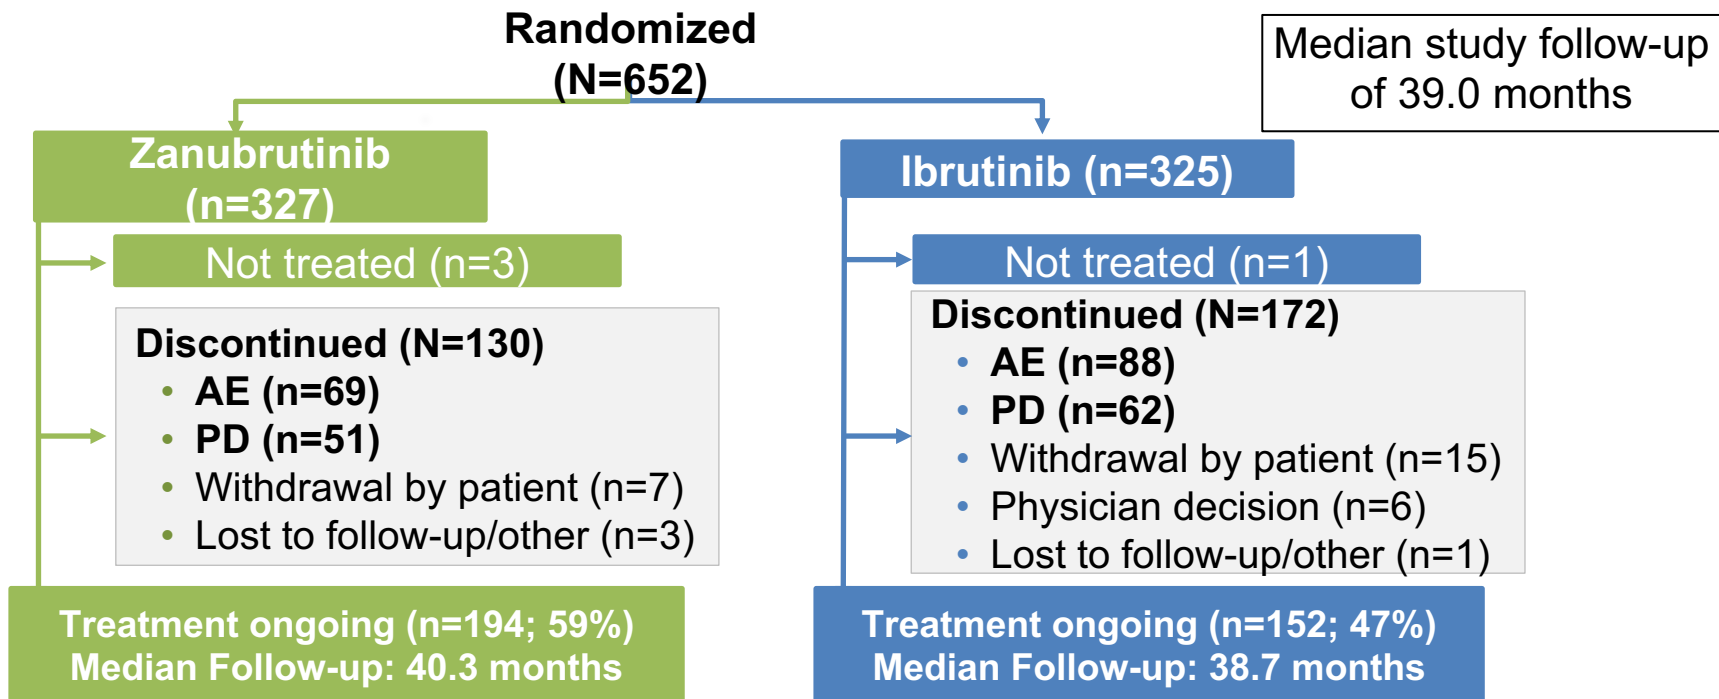 Randomized
(N=652)
Median study follow-up
of 39.0 months
Zanubrutinib
(n=327)
Ibrutinib (n=325)
Not treated (n=3)
Not treated (n=1)
Discontinued (N=130)
• AE (n=69)
• PD (n=51)
• Withdrawal by patient (n=7)
• Lost to follow-up/other (n=3)
Discontinued (N=172)
• AE (n=88)
• PD (n=62)
• Withdrawal by patient (n=15)
• Physician decision (n=6)
• Lost to follow-up/other (n=1)
Treatment ongoing (n=194; 59%)
Median Follow-up: 40.3 months
Treatment ongoing (n=152; 47%)
Median Follow-up: 38.7 months